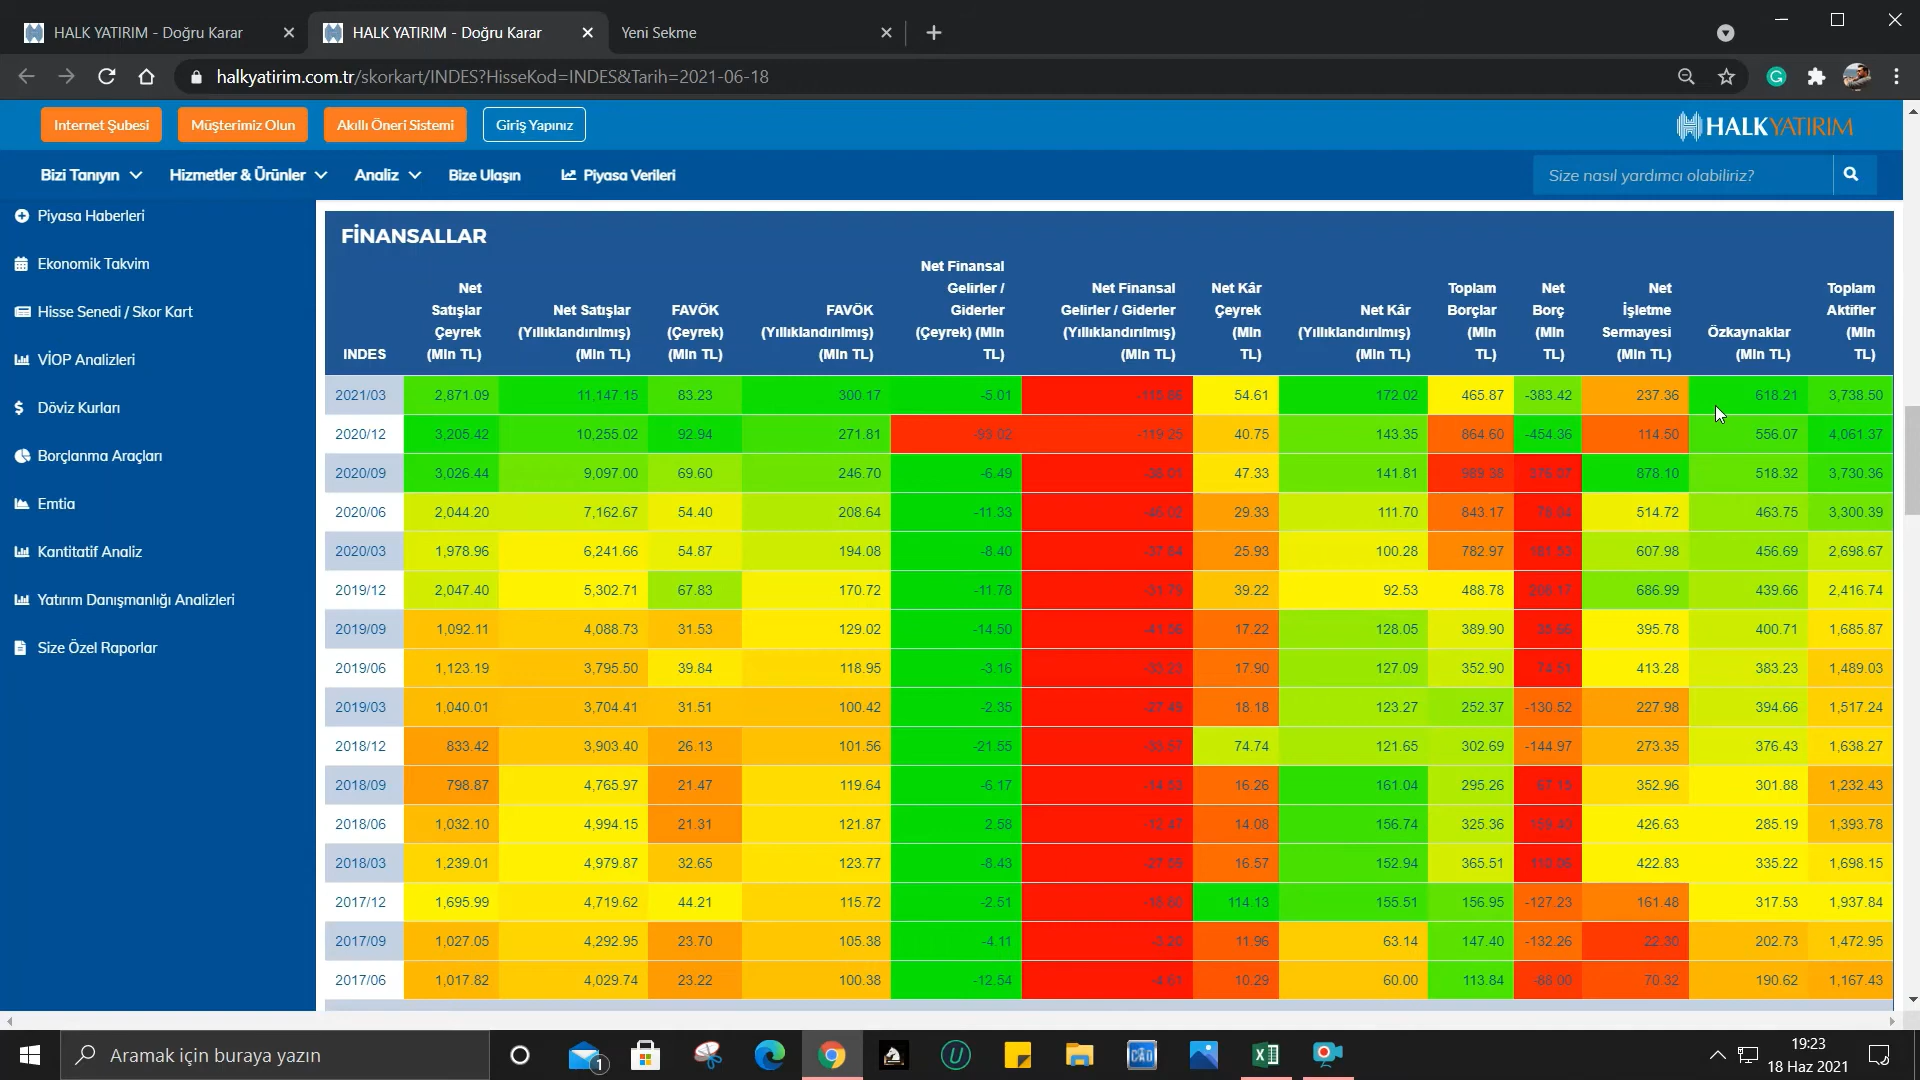 HALK YATIRIM - Doğru Karar
HALK YATIRIM - Doğru Karar
Yeni Sekme
halkyatirim.com.tr/skorkart/INDES?HisseKod=INDES&Tarih=2021-06-18
Internet Şubesi
Müşterimiz Olun
Akıllı Öneri Sistemi
Giriş Yapınız
HALKYATIRIM
Bizi Tanıyın
Hizmetler & Ürünler
Analiz
Bize Ulaşın
Piyasa Verileri
Size nasıl yardımcı olabiliriz?
Piyasa Haberleri
Ekonomik Takvim
Hisse Senedi / Skor Kart
VİOP Analizleri
Döviz Kurları
Borçlanma Araçları
Emtia
Kantitatif Analiz
Yatırım Danışmanlığı Analizleri
Size Özel Raporlar
FİNANSALLAR
INDES
Net
Satışlar
Çeyrek
(Mln TL)
Net Satışlar
(Yıllıklandırılmış)
(Mln TL)
FAVÖK
(Çeyrek)
(Mln TL)
FAVÖK
(Yıllıklandırılmış)
(Mln TL)
Net Finansal
Gelirler /
Giderler
(Çeyrek) (Mln
TL)
Net Finansal
Gelirler / Giderler
(Yıllıklandırılmış)
(Mln TL)
Net Kâr
Çeyrek
(Mln
TL)
Net Kâr
(Yıllıklandırılmış)
(Mln TL)
Toplam
Borçlar
(Mln
TL)
Net
Borç
(Mln
TL)
Net
İşletme
Sermayesi
(Mln TL)
Özkaynaklar
(Mln TL)
Toplam
Aktifler
(Mln
TL)
2021/03 2,871.09 11,147.15 83.23 300.17 -5.01 54.61 172.02 465.87 -383.42 237.36 618.21 3,738.50
2020/12 3,205.42 10,255.02 92.94 271.81 -93.02 -119.25 40.75 143.35 864.60 -454.36 114.50 556.07 4,061.37
2020/09 3,026.44 9,097.00 69.60 246.70 -6.49 47.33 141.81 989.38 878.10 518.32 3,730.36
2020/06 2,044.20 7,162.67 54.40 208.64 -11.33 29.33 111.70 843.17 514.72 463.75 3,300.39
2020/03 1,978.96 6,241.66 54.87 194.08 -8.40 25.93 100.28 782.97 607.98 456.69 2,698.67
2019/12 2,047.40 5,302.71 67.83 170.72 -11.78 39.22 92.53 488.78 686.99 439.66 2,416.74
2019/09 1,092.11 4,088.73 31.53 129.02 -14.50 17.22 128.05 389.90 395.78 400.71 1,685.87
2019/06 1,123.19 3,795.50 39.84 118.95 -3.16 17.90 127.09 352.90 413.28 383.23 1,489.03
2019/03 1,040.01 3,704.41 31.51 100.42 -2.35 18.18 123.27 252.37 -130.52 227.98 394.66 1,517.24
2018/12 833.42 3,903.40 26.13 101.56 -21.55 74.74 121.65 302.69 -144.97 273.35 376.43 1,638.27
2018/09 798.87 4,765.97 21.47 119.64 -6.17 16.26 161.04 295.26 352.96 301.88 1,232.43
2018/06 1,032.10 4,994.15 21.31 121.87 2.58 14.08 156.74 325.36 426.63 285.19 1,393.78
2018/03 1,239.01 4,979.87 32.65 123.77 -8.43 16.57 152.94 365.51 422.83 335.22 1,698.15
2017/12 1,695.99 4,719.62 44.21 115.72 -2.51 114.13 155.51 156.95 -127.23 161.48 317.53 1,937.84
2017/09 1,027.05 4,292.95 23.70 105.38 -4.11 11.96 63.14 147.40 -132.26 22.30 202.73 1,472.95
2017/06 1,017.82 4,029.74 23.22 100.38 -12.54 10.29 60.00 113.84 -88.00 70.32 190.62 1,167.43
Aramak için buraya yazın
1
CAD
19:23
18 Haz 2021